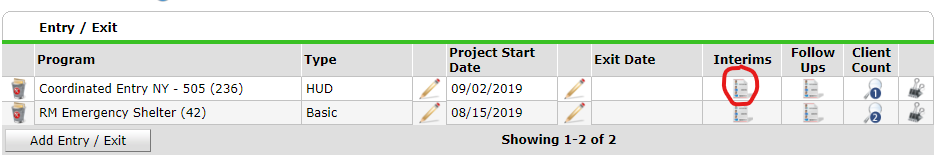 Entry / Exit
Program Type Project Start Date Exit Date Interims Follow Ups Client Count
Coordinated Entry NY - 505 (236) HUD 09/02/2019 1
RM Emergency Shelter (42) Basic 08/15/2019 2
Add Entry / Exit Showing 1-2 of 2